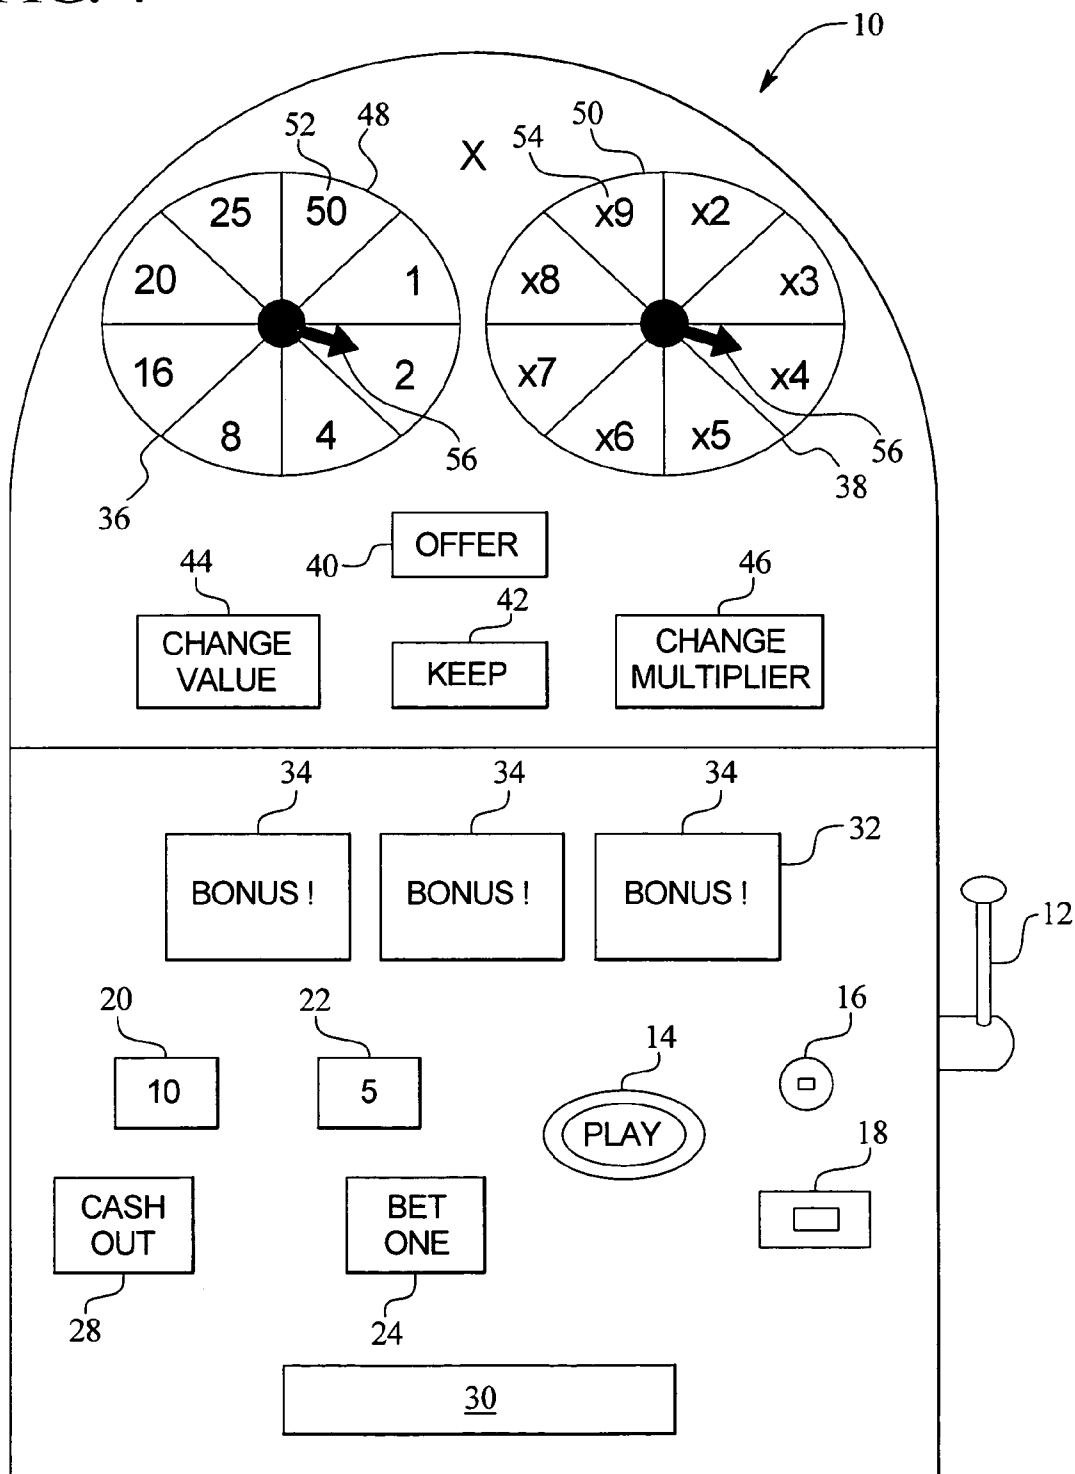 10
52
48
54
50
X
25
50
x9
x2
20
1
x8
x3
16
2
x7
x4
8
4
x6
x5
56
56
36
38
OFFER
40
44
42
46
CHANGE
VALUE
KEEP
CHANGE
MULTIPLIER
34
34
34
32
BONUS !
BONUS !
BONUS !
12
20
22
14
16
10
5
PLAY
18
CASH
OUT
BET
ONE
28
24
30